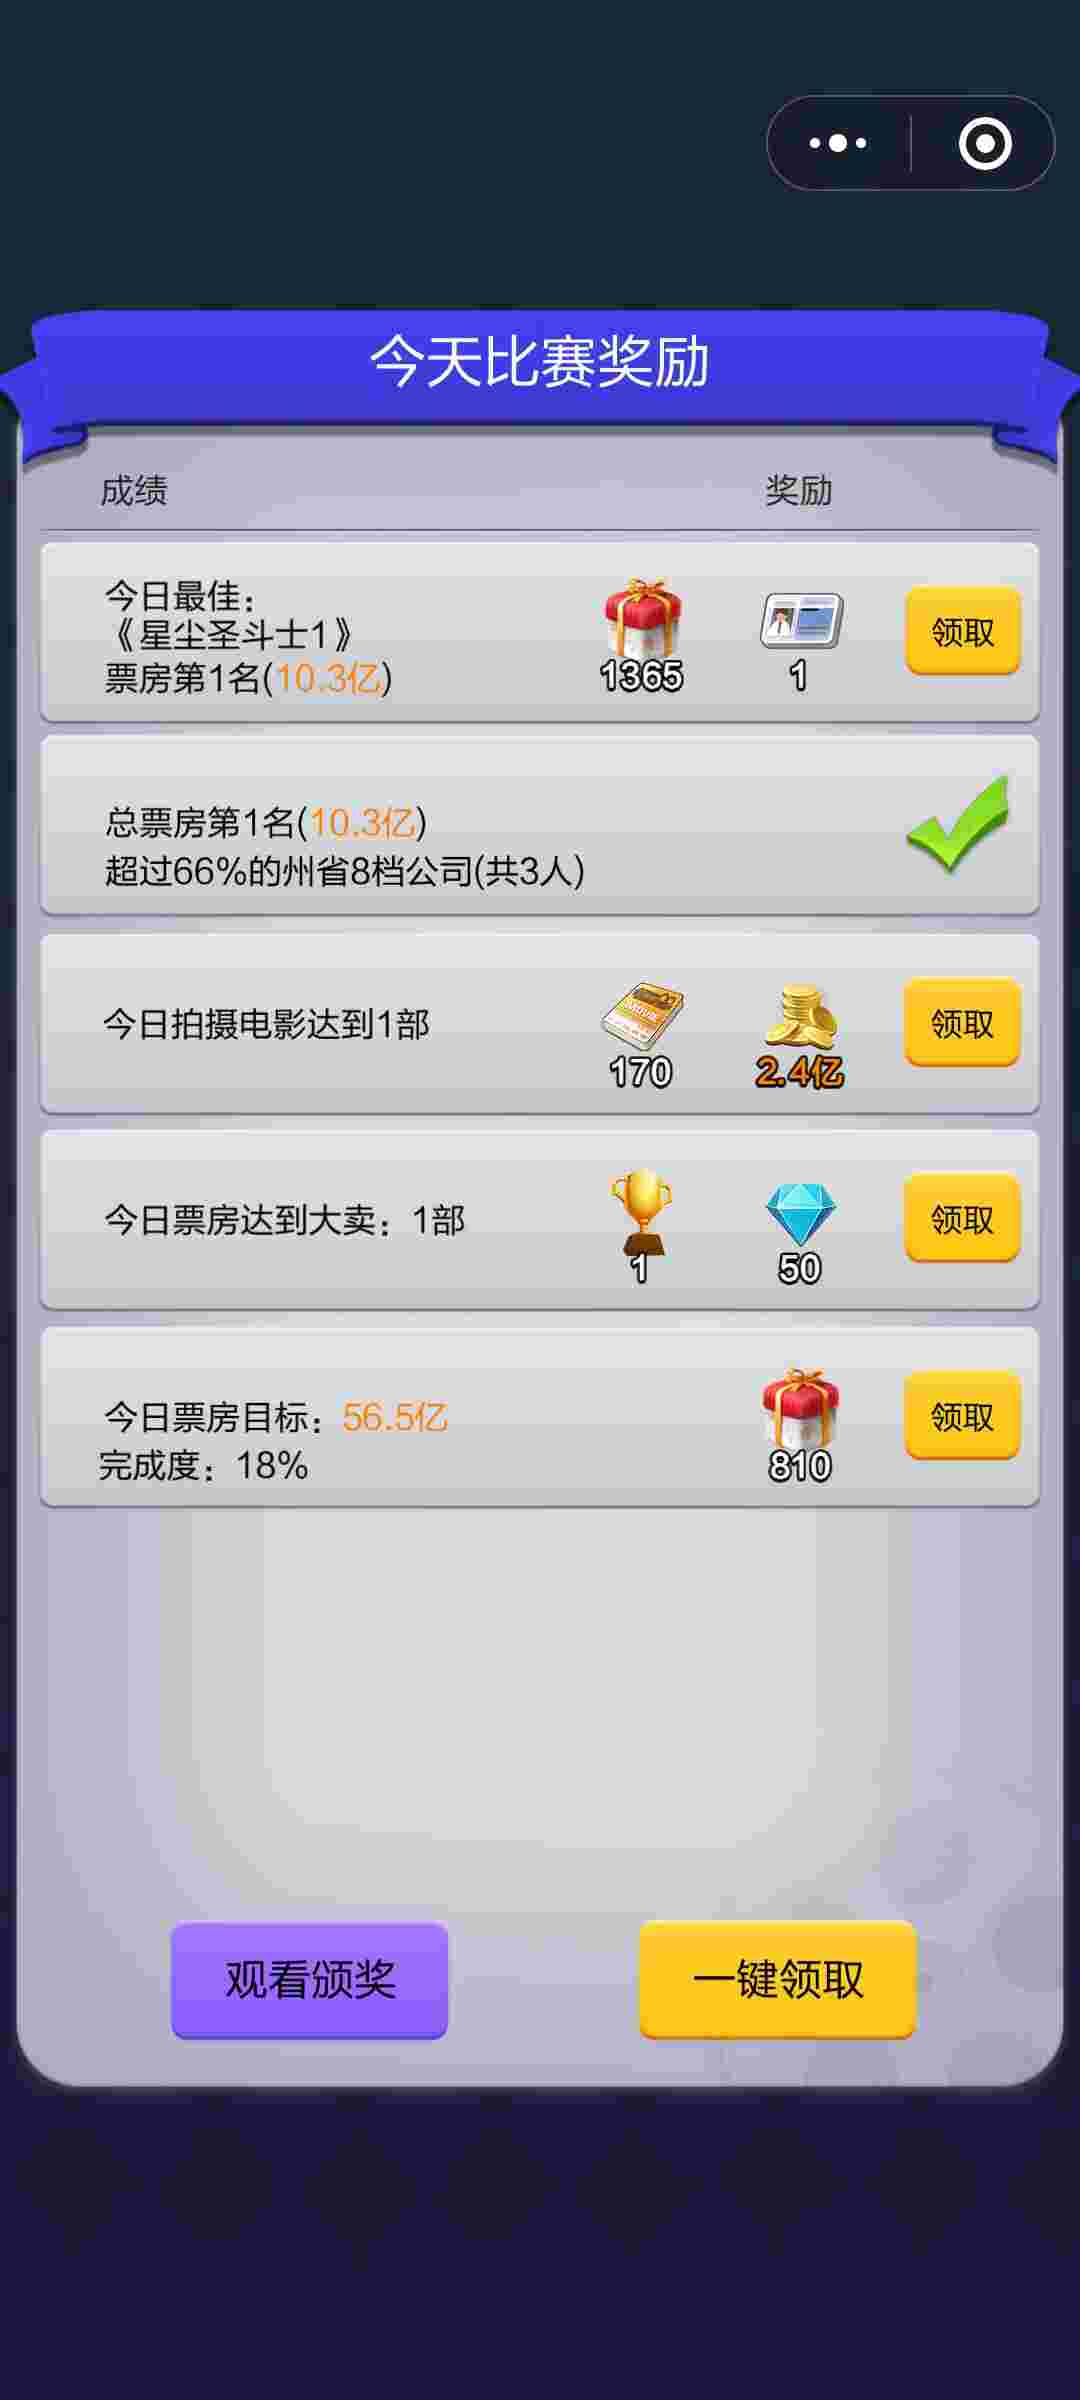 今天比赛奖励
成绩
奖励
今日最佳：
《星尘圣斗士1》
票房第1名(10.3亿)
1365
1
领取
总票房第1名(10.3亿)
超过66%的州省8档公司(共3人)
今日拍摄电影达到1部
MOVIE
170
2.4亿
领取
今日票房达到大卖：1部
1
50
领取
今日票房目标：56.5亿
完成度：18%
810
领取
观看颁奖
一键领取